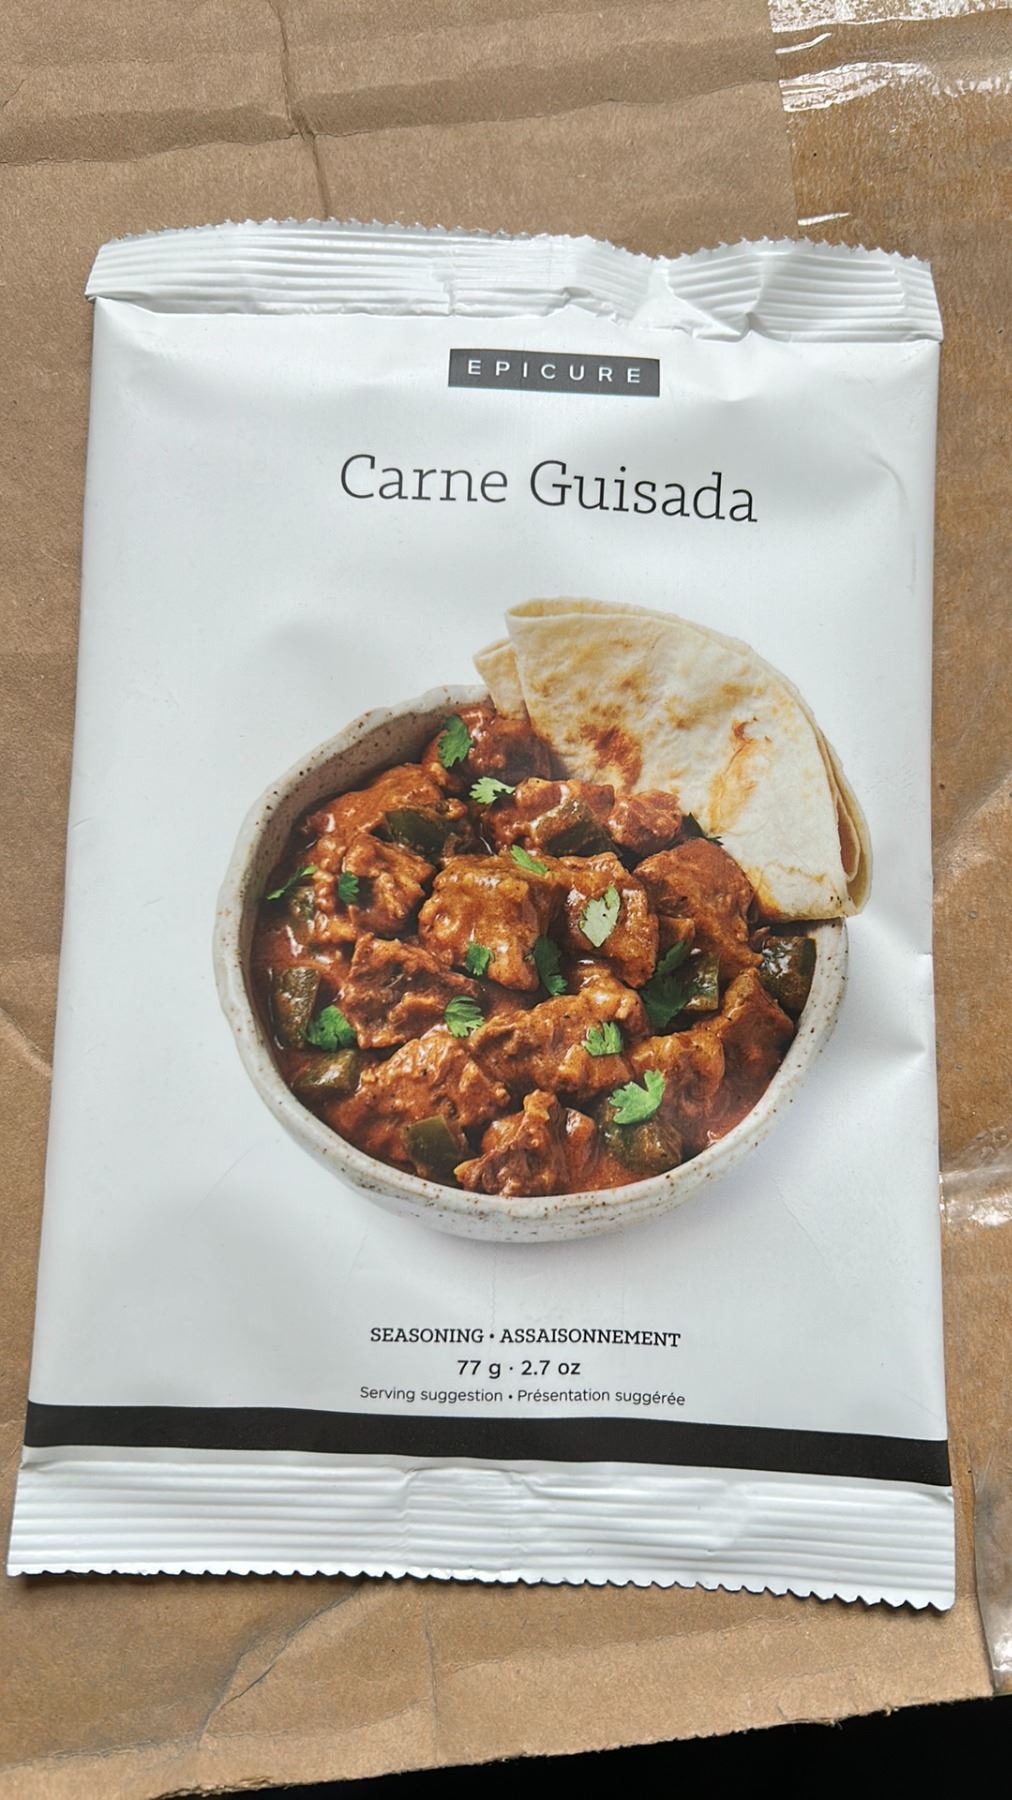 EPICURE
Carne Guisada
SEASONING • ASSAISONNEMENT
77 g · 2.7 oz
Serving suggestion • Présentation suggérée